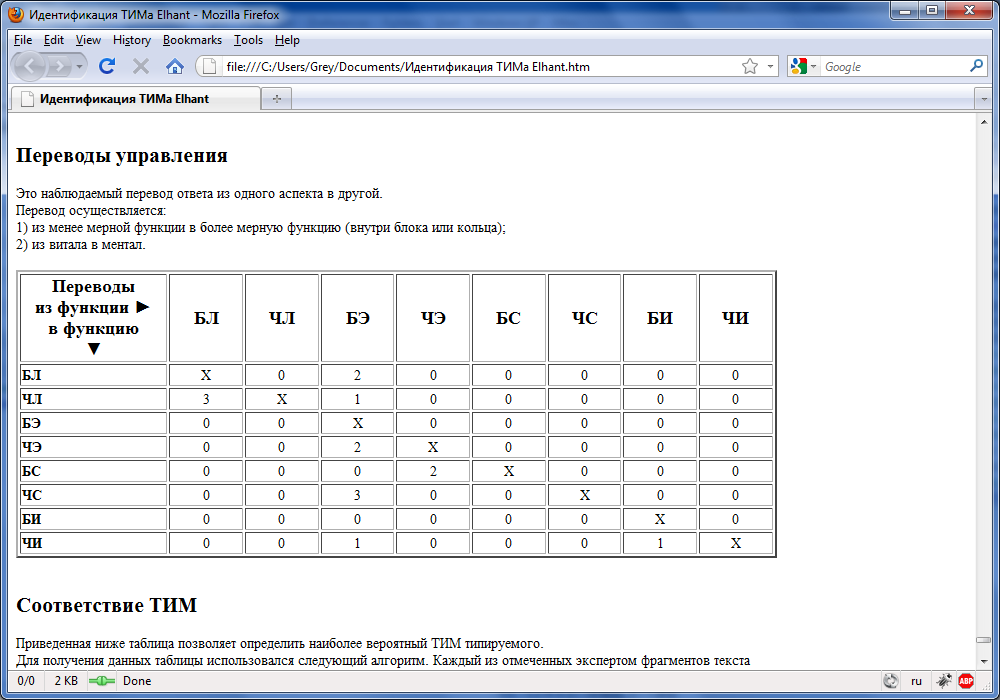 Идентификация ТИМа Elhant - Mozilla Firefox
File Edit View History Bookmarks Tools Help
file:///C:/Users/Grey/Documents/Идентификация ТИМа Elhant.htm Google
Идентификация ТИМа Elhant
Переводы управления
Это наблюдаемый перевод ответа из одного аспекта в другой.
Перевод осуществляется:
1) из менее мерной функции в более мерную функцию (внутри блока или кольца);
2) из витала в ментал.
Переводы
из функции ►
в функцию
▼
БЛ ЧЛ БЭ ЧЭ БС ЧС БИ ЧИ
БЛ X 0 2 0 0 0 0 0
ЧЛ 3 X 1 0 0 0 0 0
БЭ 0 0 X 0 0 0 0 0
ЧЭ 0 0 2 X 0 0 0 0
БС 0 0 0 2 X 0 0 0
ЧС 0 0 3 0 0 X 0 0
БИ 0 0 0 0 0 0 X 0
ЧИ 0 0 1 0 0 0 1 X
Соответствие ТИМ
Приведенная ниже таблица позволяет определить наиболее вероятный ТИМ типируемого.
Для получения данных таблицы использовался следующий алгоритм. Каждый из отмеченных экспертом фрагментов текста
0/0 2 KB Done ru ABP